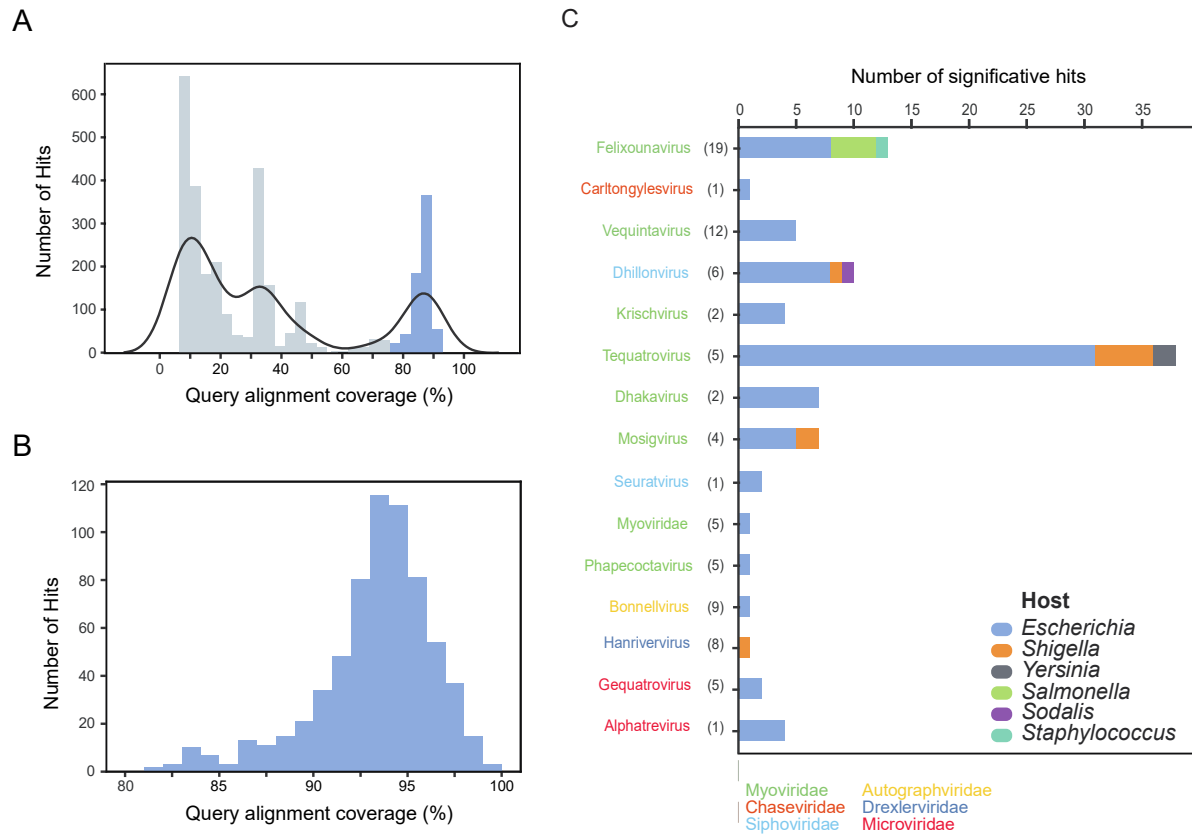 A
Number of Hits
600
500
400
300
200
100
0
0 20 40 60 80 100
Query alignment coverage (%)
B
Number of Hits
120
100
80
60
40
20
0
80 85 90 95 100
Query alignment coverage (%)
C
Number of significative hits
0 5 10 15 20 25 30 35
Felixounavirus (19)
Carltongylesvirus (1)
Vequintavirus (12)
Dhillonvirus (6)
Krischvirus (2)
Tequatrovirus (5)
Dhakavirus (2)
Mosigvirus (4)
Seuratvirus (1)
Myoviridae (5)
Phapecoctavirus (5)
Bonnellvirus (9)
Hanrivervirus (8)
Gequatrovirus (5)
Alphatrevirus (1)
Host
Escherichia
Shigella
Yersinia
Salmonella
Sodalis
Staphylococcus
Myoviridae Autographviridae
Chaseviridae Drexlerviridae
Siphoviridae Microviridae